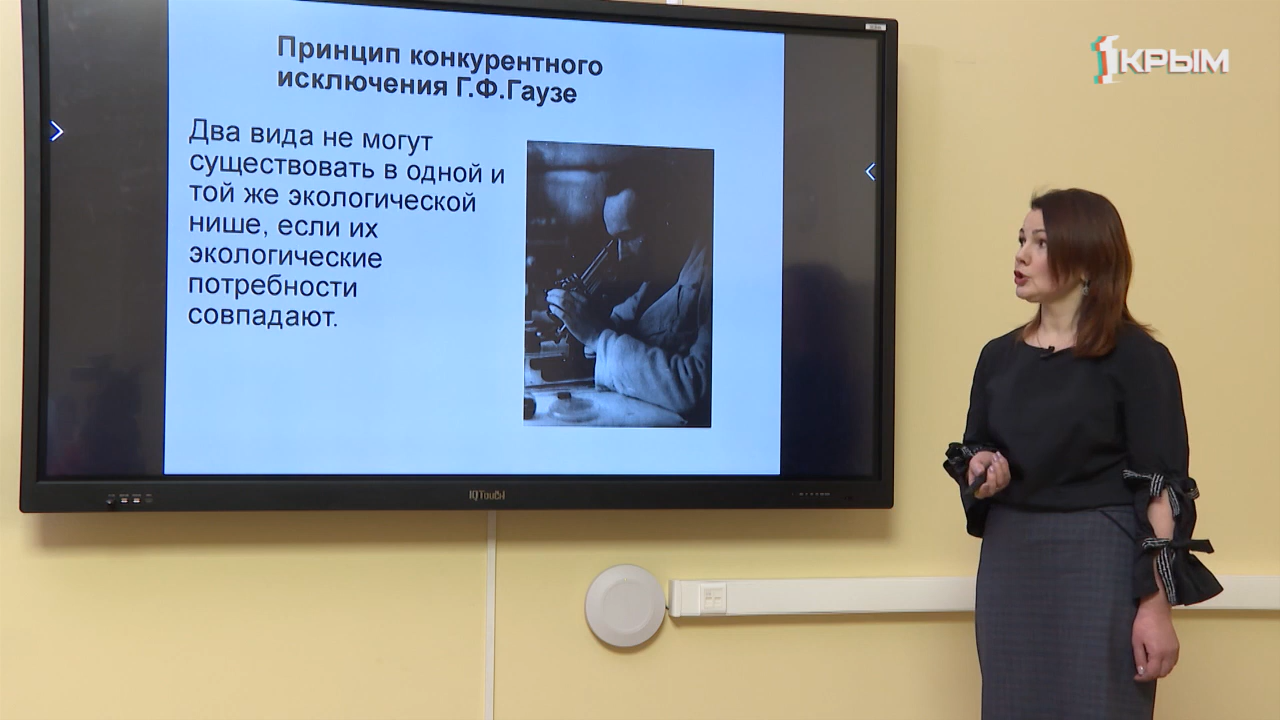 Принцип конкурентного
исключения Г.Ф.Гаузе
Два вида не могут
существовать в одной и
той же экологической
нише, если их
экологические
потребности
совпадают.
1КРЫМ
IQTouch